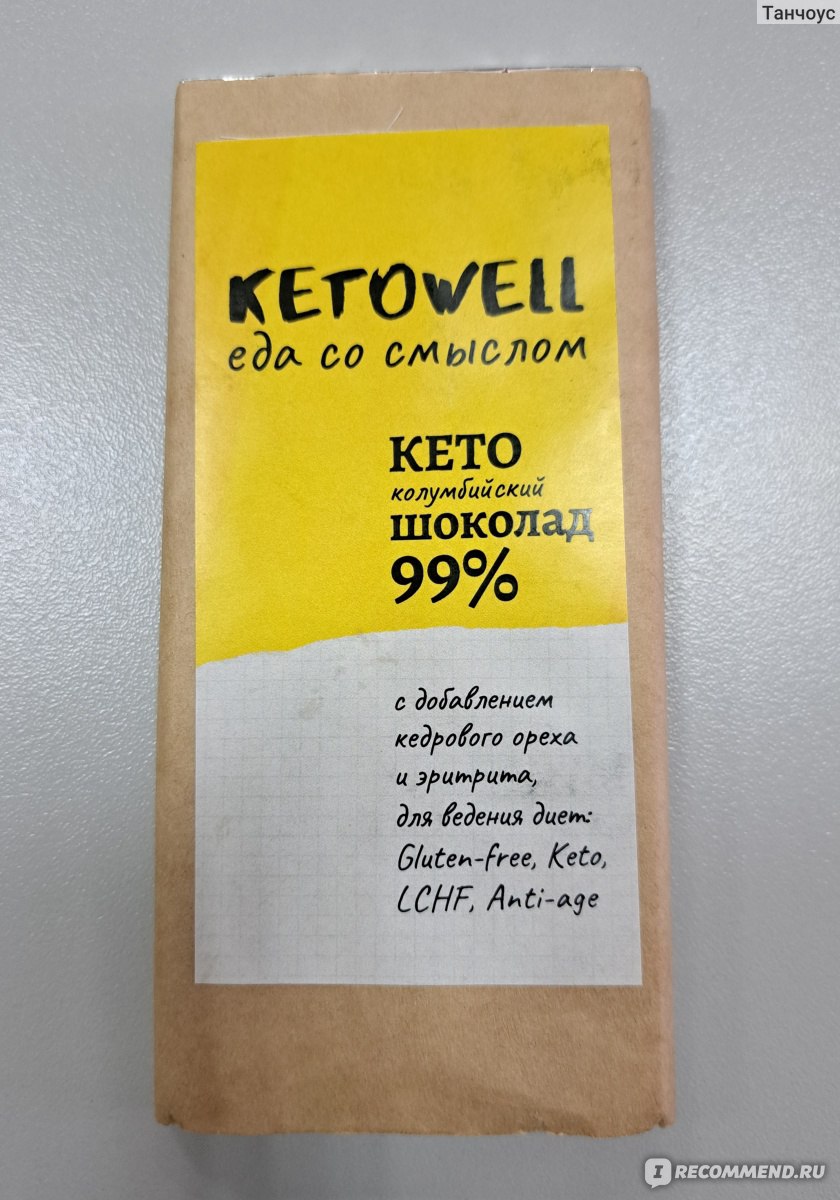 Танчоус
KETOWELL
еда со смыслом
КЕТО
колумбийский
ШОКОЛАД
99%
с добавлением
кедрового ореха
и эритрита,
для ведения диет:
Gluten-free, Keto,
LCHF, Anti-age
IRECOMMEND.RU